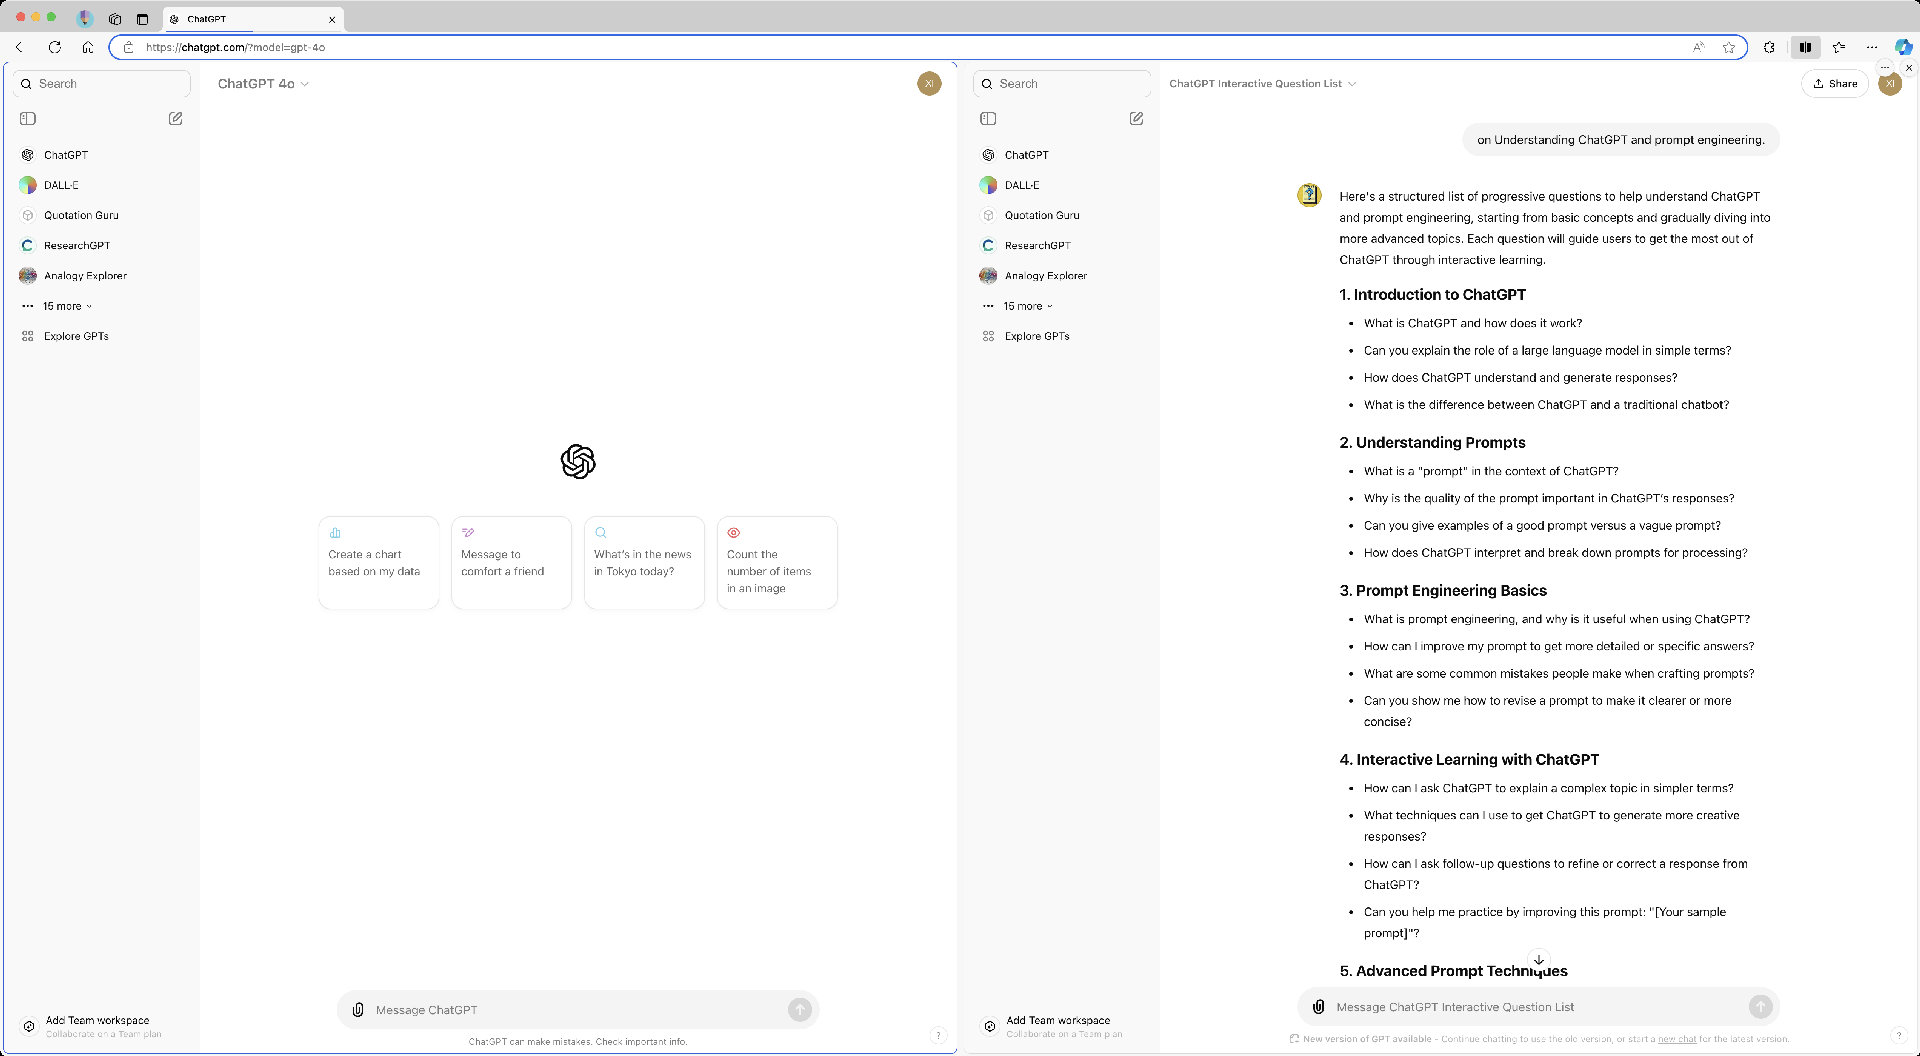 ChatGPT
https://chatgpt.com/?model=gpt-4o
Search
ChatGPT
DALL·E
Quotation Guru
ResearchGPT
Analogy Explorer
15 more
Explore GPTs
Add Team workspace
Collaborate on a Team plan
ChatGPT 4o
XI
Create a chart
based on my data
Message to
comfort a friend
What's in the news
in Tokyo today?
Count the
number of items
in an image
Message ChatGPT
ChatGPT can make mistakes. Check important info.
?
Search
ChatGPT
DALL·E
Quotation Guru
ResearchGPT
Analogy Explorer
15 more
Explore GPTs
Add Team workspace
Collaborate on a Team plan
ChatGPT Interactive Question List
Share
XI
on Understanding ChatGPT and prompt engineering.
Here's a structured list of progressive questions to help understand ChatGPT
and prompt engineering, starting from basic concepts and gradually diving into
more advanced topics. Each question will guide users to get the most out of
ChatGPT through interactive learning.
1. Introduction to ChatGPT
• What is ChatGPT and how does it work?
• Can you explain the role of a large language model in simple terms?
• How does ChatGPT understand and generate responses?
• What is the difference between ChatGPT and a traditional chatbot?
2. Understanding Prompts
• What is a "prompt" in the context of ChatGPT?
• Why is the quality of the prompt important in ChatGPT's responses?
• Can you give examples of a good prompt versus a vague prompt?
• How does ChatGPT interpret and break down prompts for processing?
3. Prompt Engineering Basics
• What is prompt engineering, and why is it useful when using ChatGPT?
• How can I improve my prompt to get more detailed or specific answers?
• What are some common mistakes people make when crafting prompts?
• Can you show me how to revise a prompt to make it clearer or more
concise?
4. Interactive Learning with ChatGPT
• How can I ask ChatGPT to explain a complex topic in simpler terms?
• What techniques can I use to get ChatGPT to generate more creative
responses?
• How can I ask follow-up questions to refine or correct a response from
ChatGPT?
• Can you help me practice by improving this prompt: "[Your sample
prompt]"?
5. Advanced Prompt Techniques
Message ChatGPT Interactive Question List
New version of GPT available - Continue chatting to use the old version, or start a new chat for the latest version.
?